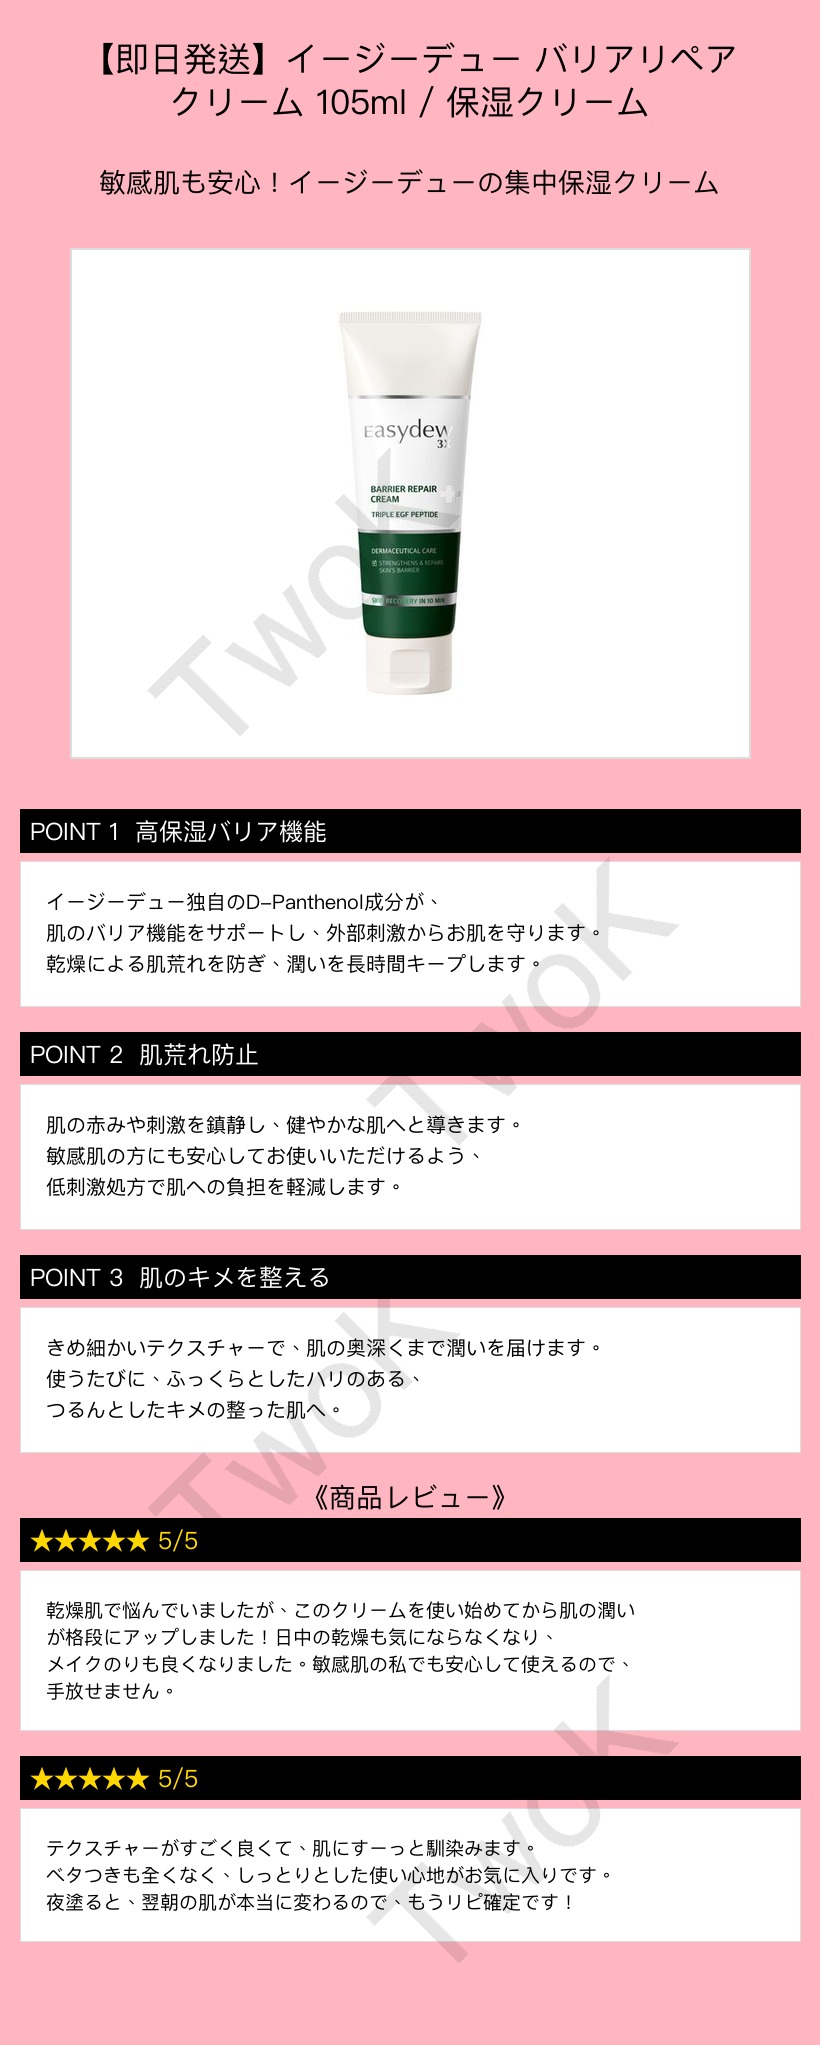 【即日発送】イージーデュー バリアリペア
クリーム 105ml / 保湿クリーム
敏感肌も安心！イージーデューの集中保湿クリーム
Easydew
3X
BARRIER REPAIR
CREAM
TRIPLE EGF PEPTIDE
DERMACEUTICAL CARE
STRENGTHENS & REPAIRS
SKIN'S BARRIER
SKIN RECOVERY IN 10 MIN
TwoK
POINT 1 高保湿バリア機能
イージーデュー独自のD-Panthenol成分が、
肌のバリア機能をサポートし、外部刺激からお肌を守ります。
乾燥による肌荒れを防ぎ、潤いを長時間キープします。
TwoK
POINT 2 肌荒れ防止
肌の赤みや刺激を鎮静し、健やかな肌へと導きます。
敏感肌の方にも安心してお使いいただけるよう、
低刺激処方で肌への負担を軽減します。
POINT 3 肌のキメを整える
きめ細かいテクスチャーで、肌の奥深くまで潤いを届けます。
使うたびに、ふっくらとしたハリのある、
つるんとしたキメの整った肌へ。
TwoK
《商品レビュー》
★★★★★ 5/5
乾燥肌で悩んでいましたが、このクリームを使い始めてから肌の潤い
が格段にアップしました！日中の乾燥も気にならなくなり、
メイクのりも良くなりました。敏感肌の私でも安心して使えるので、
手放せません。
★★★★★ 5/5
テクスチャーがすごく良くて、肌にすーっと馴染みます。
ベタつきも全くなく、しっとりとした使い心地がお気に入りです。
夜塗ると、翌朝の肌が本当に変わるので、もうリピ確定です！
TwoK